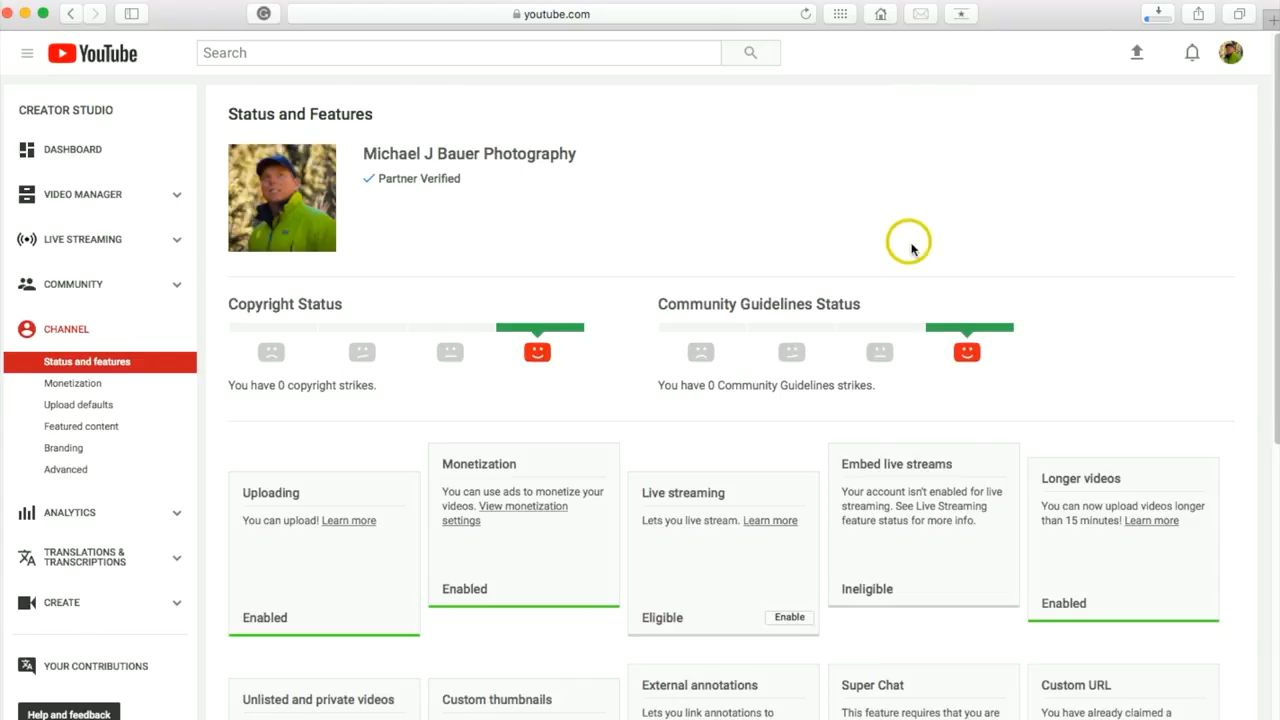 youtube.com
YouTube
Search
CREATOR STUDIO
DASHBOARD
VIDEO MANAGER
LIVE STREAMING
COMMUNITY
CHANNEL
Status and features
Monetization
Upload defaults
Featured content
Branding
Advanced
ANALYTICS
TRANSLATIONS &
TRANSCRIPTIONS
CREATE
YOUR CONTRIBUTIONS
Help and feedback
Status and Features
Michael J Bauer Photography
Partner Verified
Copyright Status
You have 0 copyright strikes.
Community Guidelines Status
You have 0 Community Guidelines strikes.
Uploading
You can upload! Learn more
Enabled
Monetization
You can use ads to monetize your
videos. View monetization
settings
Enabled
Live streaming
Lets you live stream. Learn more
Eligible
Enable
Embed live streams
Your account isn't enabled for live
streaming. See Live Streaming
feature status for more info.
Ineligible
Longer videos
You can now upload videos longer
than 15 minutes! Learn more
Enabled
Unlisted and private videos
Custom thumbnails
External annotations
Lets you link annotations to
Super Chat
This feature requires that you are
Custom URL
You have already claimed a